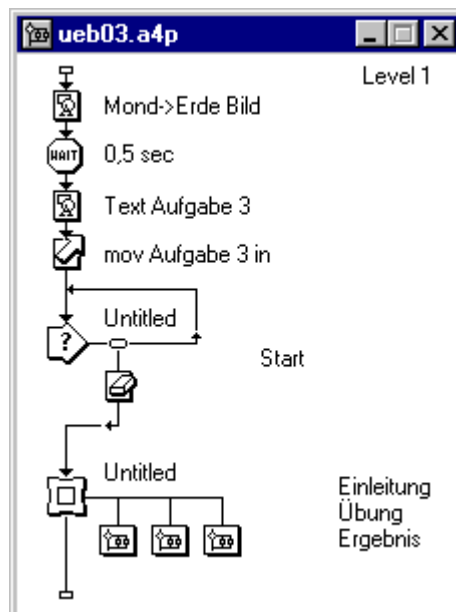 ueb03.a4p
Level 1
Mond->Erde Bild
WAIT
0,5 sec
Text Aufgabe 3
mov Aufgabe 3 in
Untitled
?
Start
Untitled
Einleitung
Übung
Ergebnis